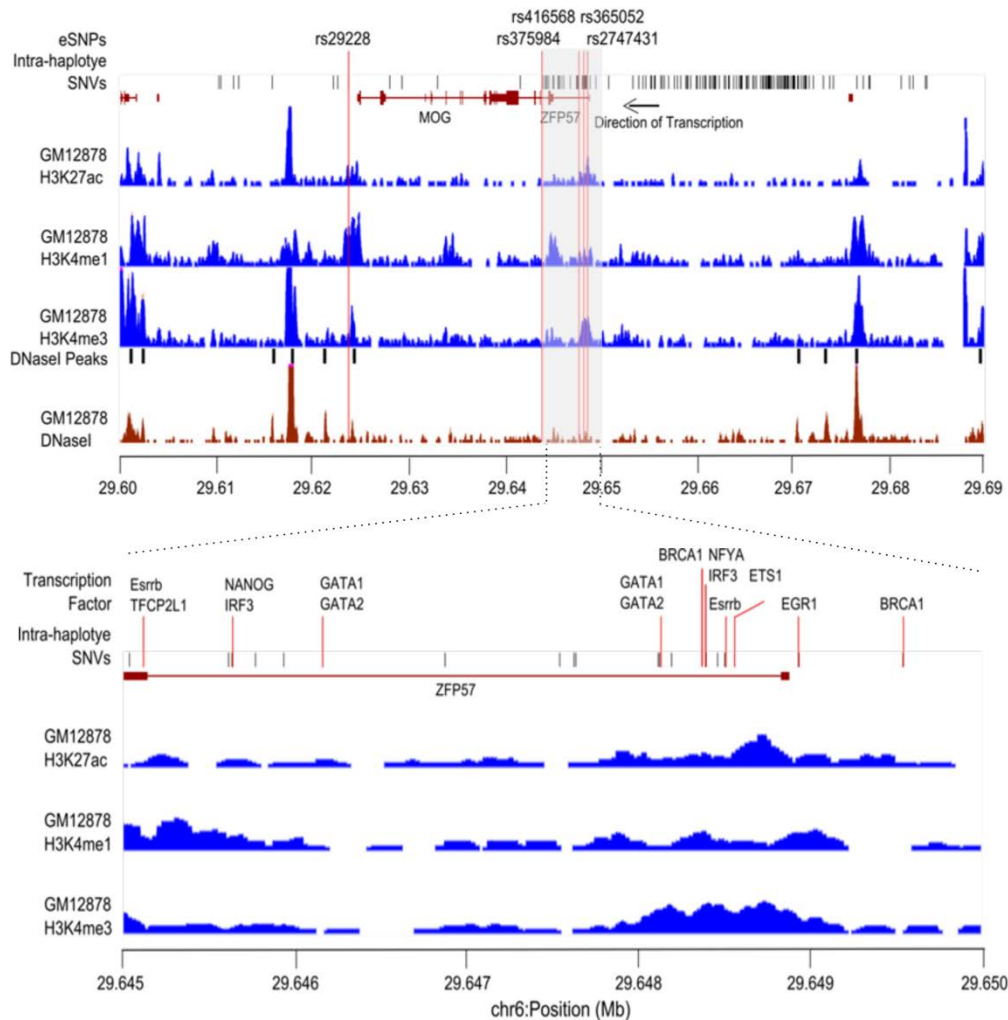 rs416568 rs365052
eSNPs rs29228 rs375984 rs2747431
Intra-haplotye
SNVs
MOG ZFP57 Direction of Transcription
GM12878
H3K27ac
GM12878
H3K4me1
GM12878
H3K4me3
DNaseI Peaks
GM12878
DNaseI
29.60 29.61 29.62 29.63 29.64 29.65 29.66 29.67 29.68 29.69
BRCA1 NFYA
Transcription Esrrb NANOG GATA1 GATA1 IRF3 ETS1
Factor TFCP2L1 IRF3 GATA2 GATA2 Esrrb EGR1 BRCA1
Intra-haplotye
SNVs
ZFP57
GM12878
H3K27ac
GM12878
H3K4me1
GM12878
H3K4me3
29.645 29.646 29.647 29.648 29.649 29.650
chr6:Position (Mb)